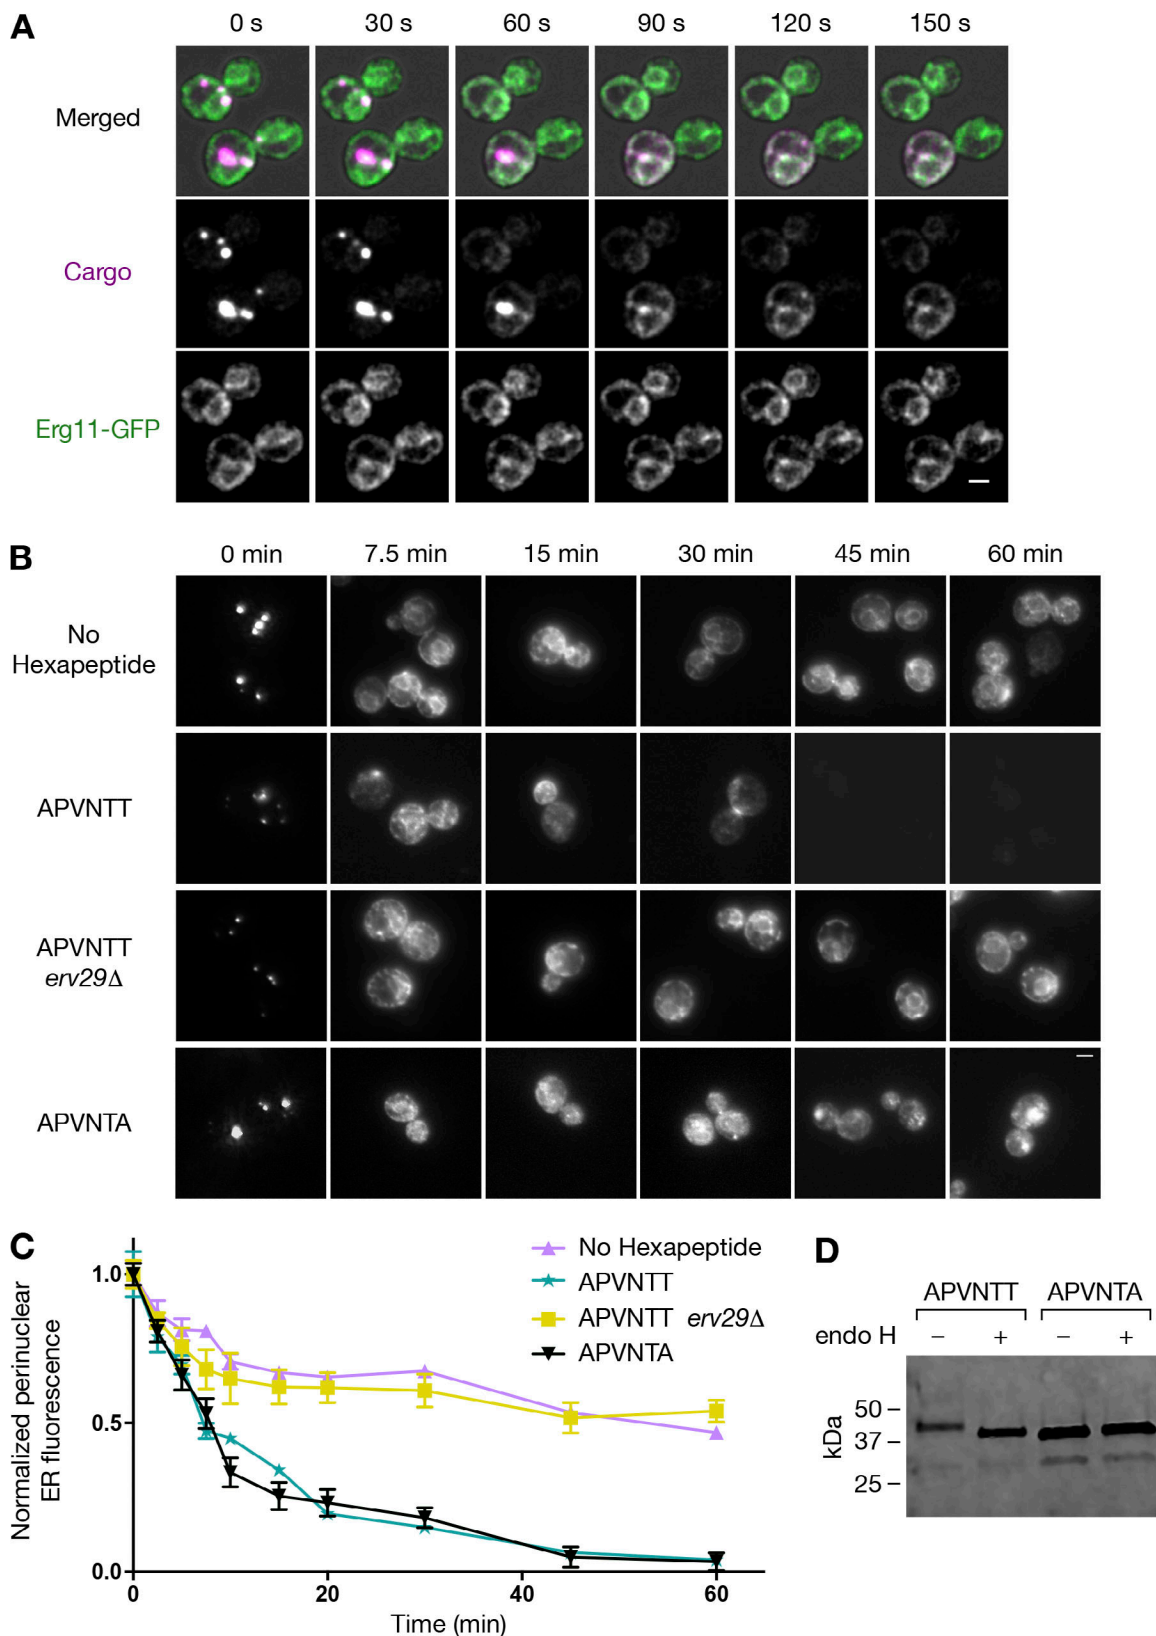 A
0 s 30 s 60 s 90 s 120 s 150 s
Merged
Cargo
Erg11-GFP
B
0 min 7.5 min 15 min 30 min 45 min 60 min
No
Hexapeptide
APVNTT
APVNTT
erv29Δ
APVNTA
C
Normalized perinuclear
ER fluorescence
1.0
0.5
0.0
0 20 40 60
Time (min)
No Hexapeptide
APVNTT
APVNTT erv29Δ
APVNTA
D
APVNTT APVNTA
endo H – + – +
kDa
50
37
25